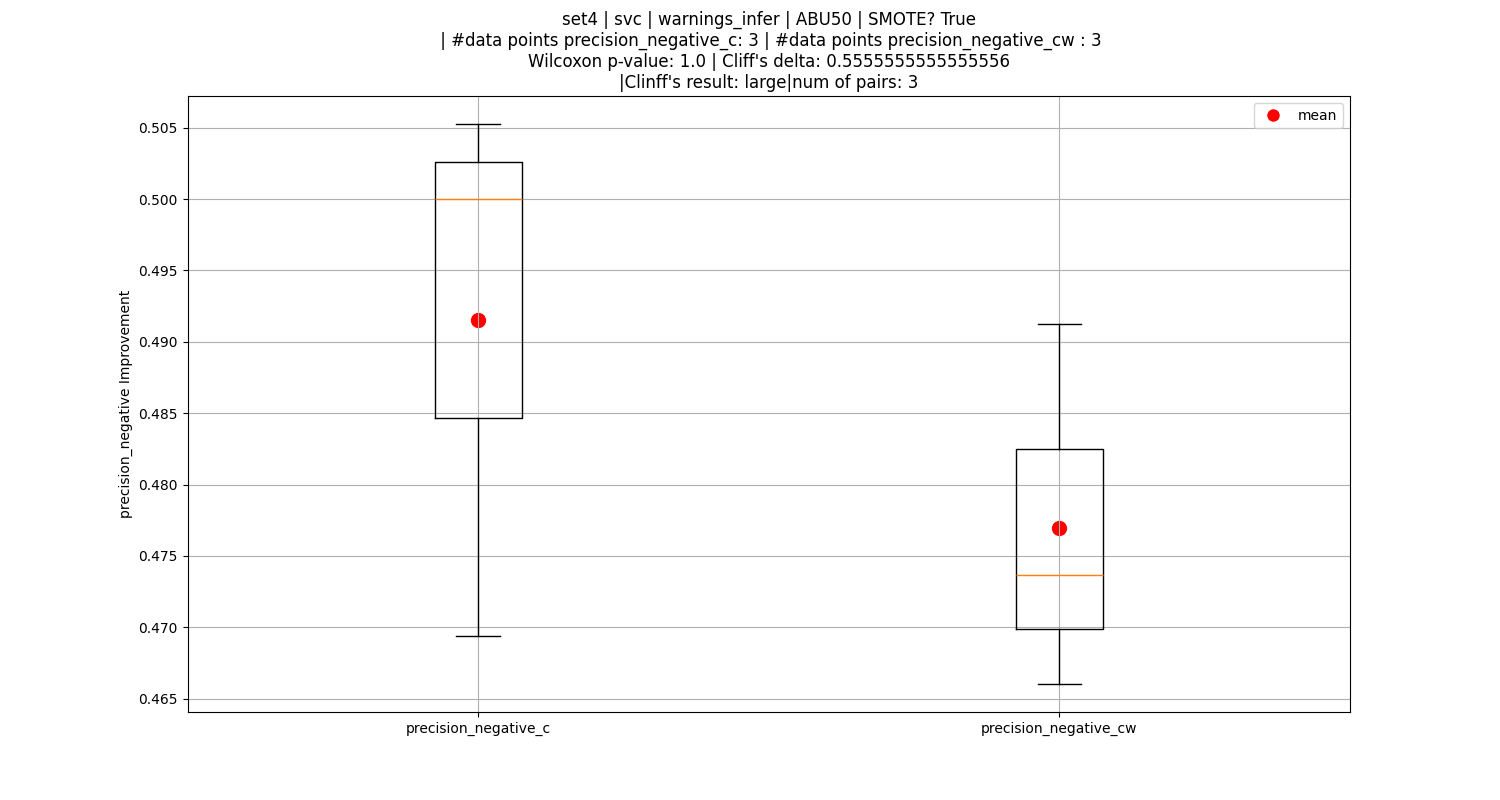 set4 | svc | warnings_infer | ABU50 | SMOTE? True
| #data points precision_negative_c: 3 | #data points precision_negative_cw : 3
Wilcoxon p-value: 1.0 | Cliff's delta: 0.5555555555555556
|Clinff's result: large|num of pairs: 3
mean
0.505
0.500
0.495
0.490
0.485
0.480
0.475
0.470
0.465
precision_negative Improvement
precision_negative_c
precision_negative_cw